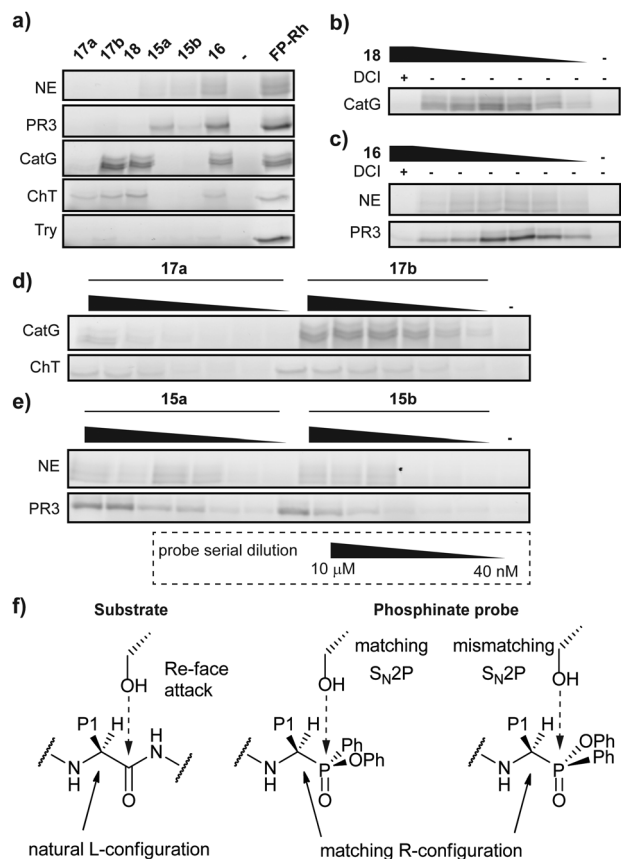 a)
17a 17b 18 15a 15b 16 - FP-Rh
NE
PR3
CatG
ChT
Try
b)
18 -
DCI + - - - - - - -
CatG
c)
16 -
DCI + - - - - - - -
NE
PR3
d)
17a 17b
-
CatG
ChT
e)
15a 15b
-
NE
PR3
probe serial dilution
10 µM 40 nM
f)
Substrate Phosphinate probe
Re-face
attack
matching
SN2P
mismatching
SN2P
OH OH OH
P1 H H N N H O
P1 H N H P Ph OPh O
P1 H N H P OPh Ph O
natural L-configuration matching R-configuration